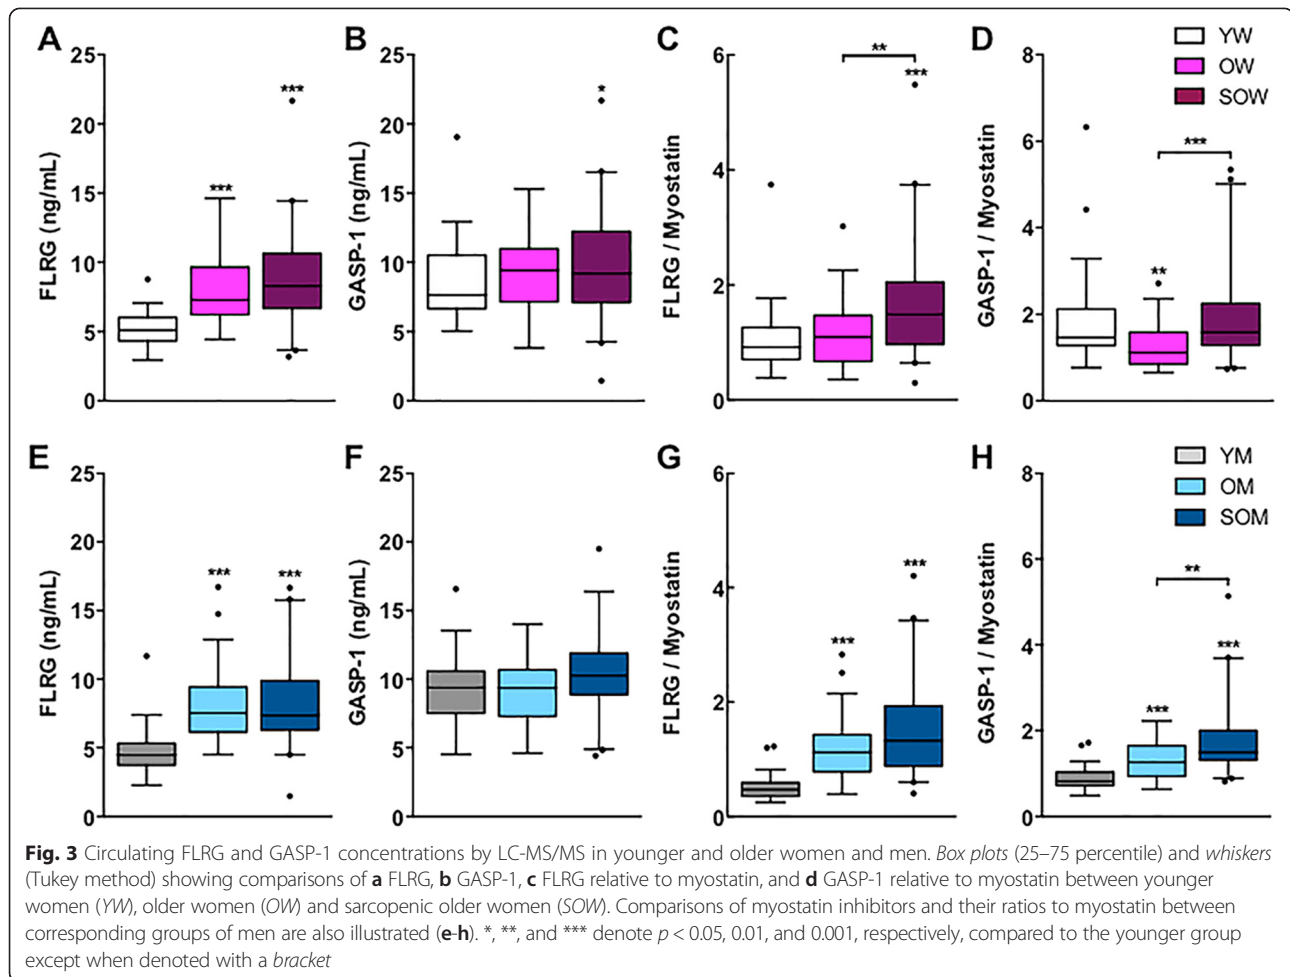 A
B
C
D
25
20
15
10
5
0
FLRG (ng/mL)
***
***
25
20
15
10
5
0
GASP-1 (ng/mL)
*
6
4
2
0
FLRG / Myostatin
**
***
8
6
4
2
0
GASP-1 / Myostatin
**
***
YW
OW
SOW
E
F
G
H
25
20
15
10
5
0
FLRG (ng/mL)
***
***
25
20
15
10
5
0
GASP-1 (ng/mL)
6
4
2
0
FLRG / Myostatin
***
***
8
6
4
2
0
GASP-1 / Myostatin
***
**
***
YM
OM
SOM
Fig. 3 Circulating FLRG and GASP-1 concentrations by LC-MS/MS in younger and older women and men. Box plots (25–75 percentile) and whiskers
(Tukey method) showing comparisons of a FLRG, b GASP-1, c FLRG relative to myostatin, and d GASP-1 relative to myostatin between younger
women (YW), older women (OW) and sarcopenic older women (SOW). Comparisons of myostatin inhibitors and their ratios to myostatin between
corresponding groups of men are also illustrated (e-h). *, **, and *** denote p < 0.05, 0.01, and 0.001, respectively, compared to the younger group
except when denoted with a bracket